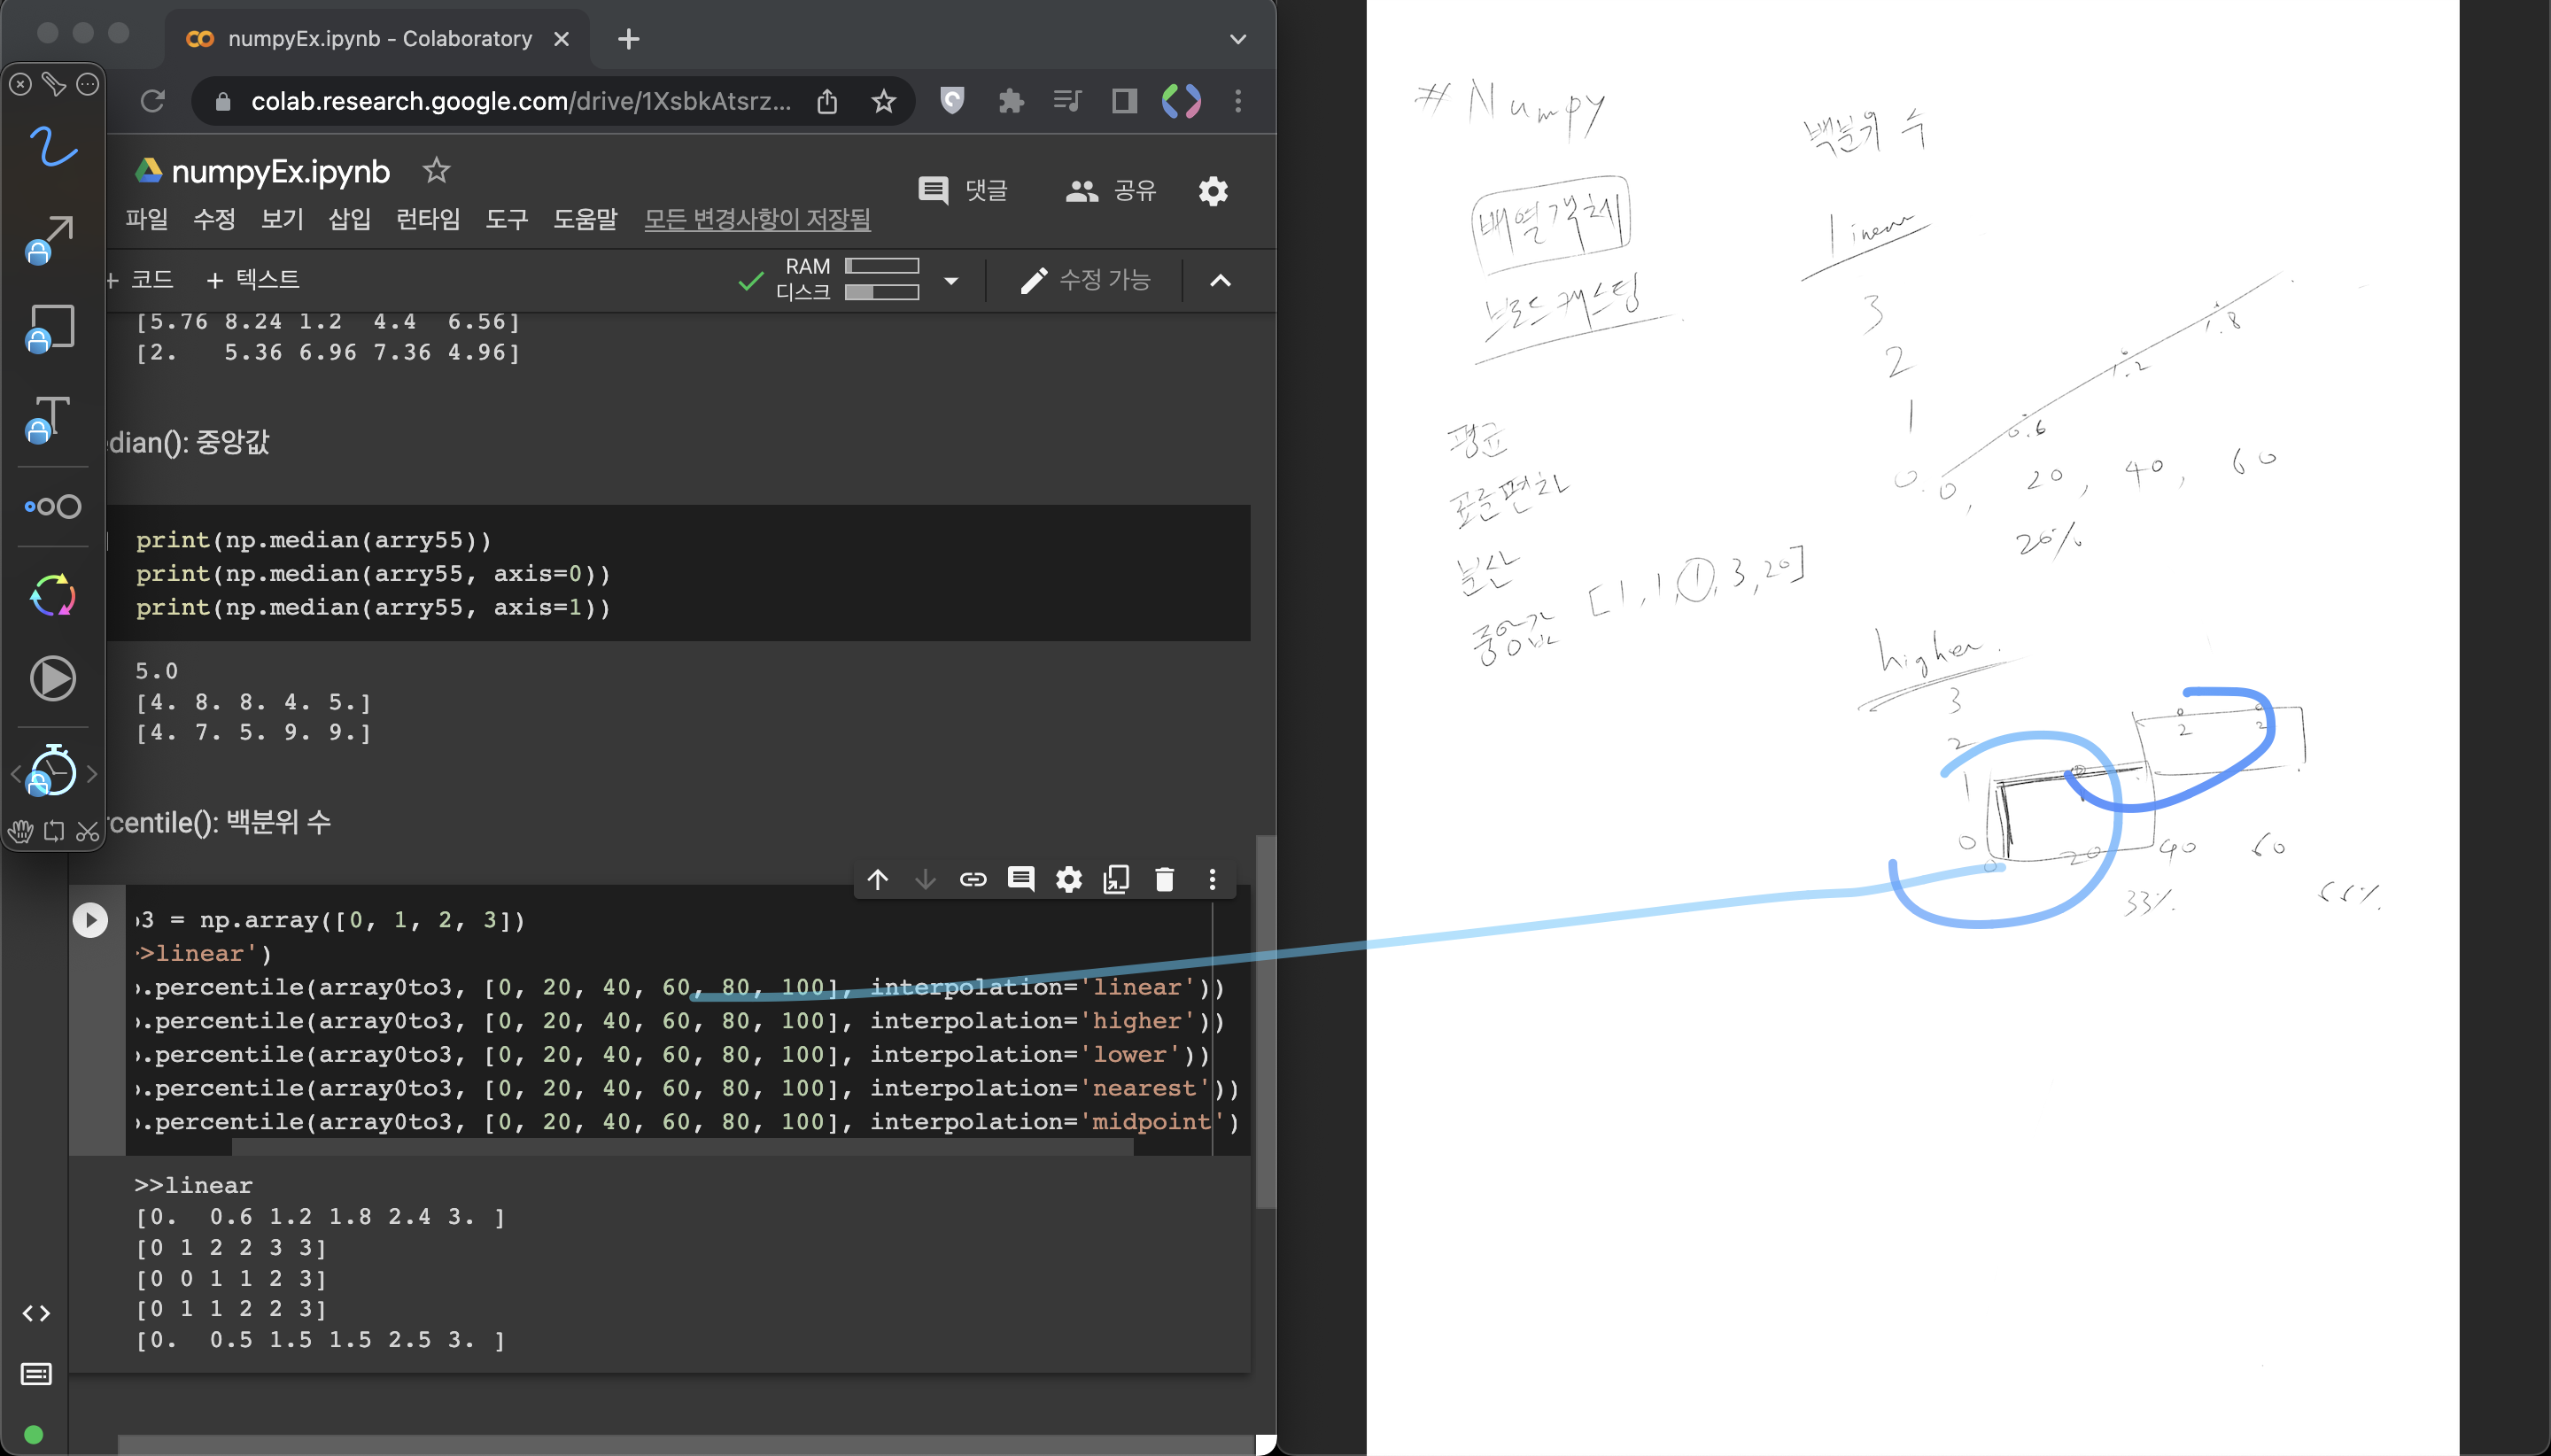 numpyEx.ipynb - Colaboratory
colab.research.google.com/drive/1XsbkAtsrz...
numpyEx.ipynb
댓글
공유
파일 수정 보기 삽입 런타임 도구 도움말 모든 변경사항이 저장됨
+ 코드 + 텍스트
RAM
디스크
수정 가능
[5.76 8.24 1.2 4.4 6.56]
[2. 5.36 6.96 7.36 4.96]
dian(): 중앙값
print(np.median(arry55))
print(np.median(arry55, axis=0))
print(np.median(arry55, axis=1))
5.0
[4. 8. 8. 4. 5.]
[4. 7. 5. 9. 9.]
rcentile(): 백분위 수
o3 = np.array([0, 1, 2, 3])
>>linear')
.percentile(array0to3, [0, 20, 40, 60, 80, 100], interpolation='linear'))
.percentile(array0to3, [0, 20, 40, 60, 80, 100], interpolation='higher'))
.percentile(array0to3, [0, 20, 40, 60, 80, 100], interpolation='lower'))
.percentile(array0to3, [0, 20, 40, 60, 80, 100], interpolation='nearest'))
.percentile(array0to3, [0, 20, 40, 60, 80, 100], interpolation='midpoint')
>>linear
[0. 0.6 1.2 1.8 2.4 3. ]
[0 1 2 2 3 3]
[0 0 1 1 2 3]
[0 1 1 2 2 3]
[0. 0.5 1.5 1.5 2.5 3. ]
# Numpy
배열객체
브로드캐스팅
평균
표준편차
분산
중앙값 [1, 1, 1, 3, 20]
백분위 수
linear
3
2
1
0
0.6
1.2
1.8
0, 20, 40, 60
20%
higher
3
2
1
0
2
2
0 20 40 60
33%
66%